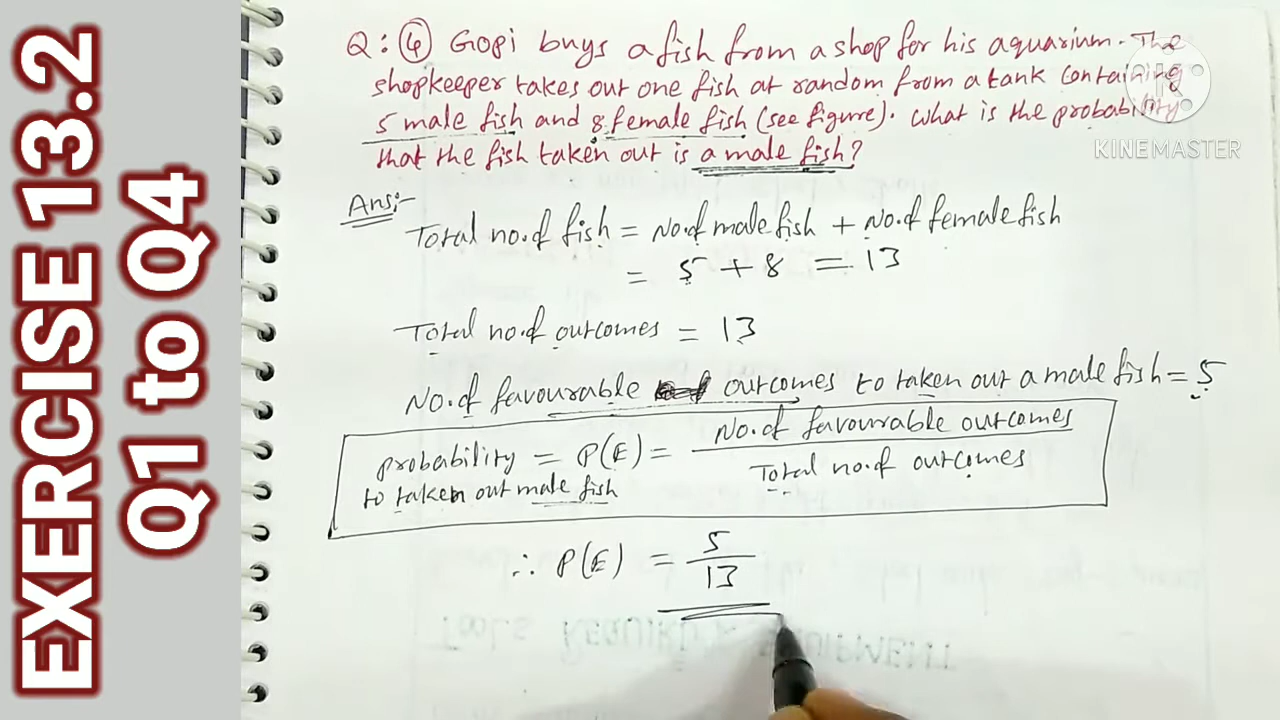 EXERCISE 13.2
Q1 to Q4
Q: 4 Gopi buys a fish from a shop for his aquarium. The
shopkeeper takes out one fish at random from a tank containing
5 male fish and 8 female fish (see figure). What is the probability
that the fish taken out is a male fish?
KINEMASTER
Ans:-
Total no. of fish = No. of male fish + No. of female fish
= 5 + 8 = 13
Total no. of outcomes = 13
No. of favourable outcomes to taken out a male fish = 5
probability = P(E) = No. of favourable outcomes
to taken out male fish Total no. of outcomes
∴ P(E) = 5
13
TOOLS REQUIRED EQUIPMENT